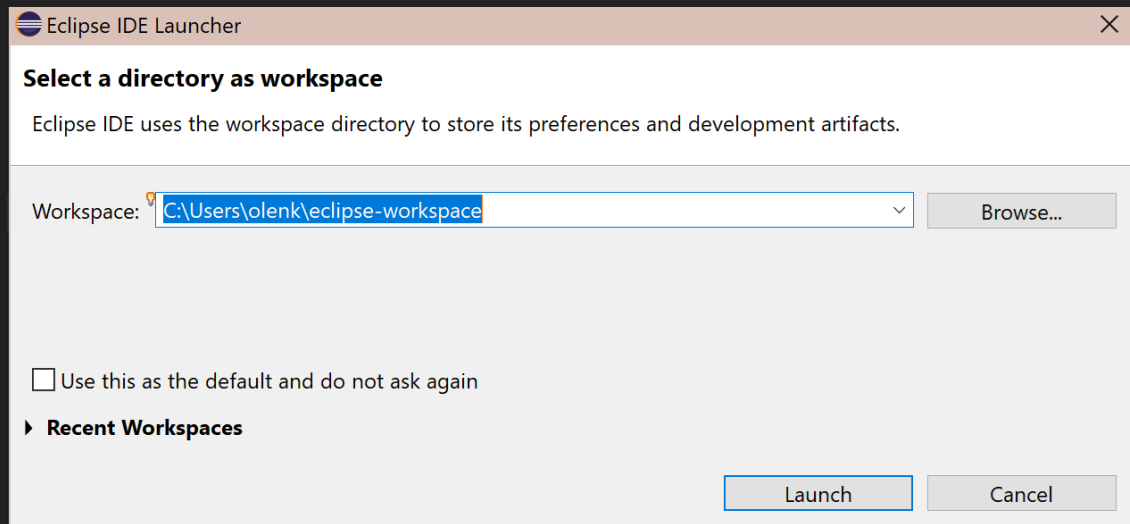 Eclipse IDE Launcher
Select a directory as workspace
Eclipse IDE uses the workspace directory to store its preferences and development artifacts.
Workspace: C:\Users\olenk\eclipse-workspace Browse...
Use this as the default and do not ask again
Recent Workspaces
Launch Cancel